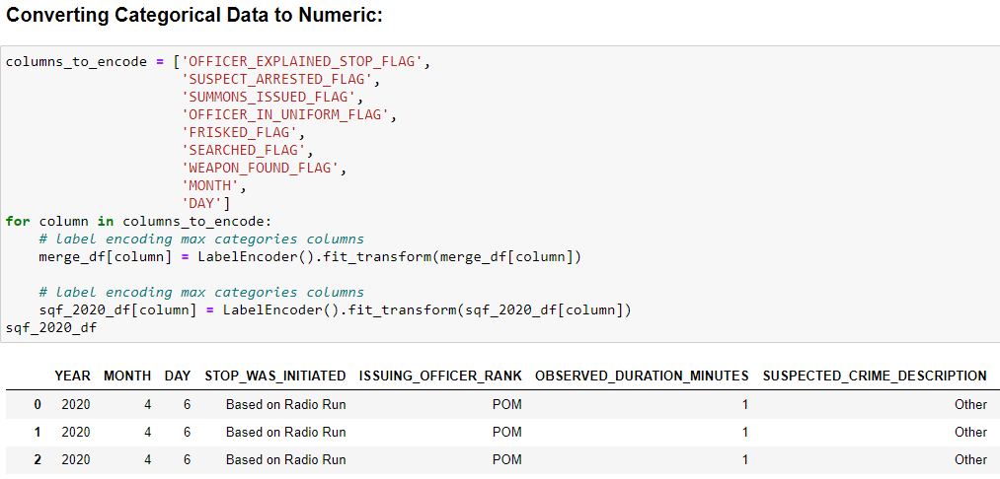 Converting Categorical Data to Numeric:
columns_to_encode = ['OFFICER_EXPLAINED_STOP_FLAG',
'SUSPECT_ARRESTED_FLAG',
'SUMMONS_ISSUED_FLAG',
'OFFICER_IN_UNIFORM_FLAG',
'FRISKED_FLAG',
'SEARCHED_FLAG',
'WEAPON_FOUND_FLAG',
'MONTH',
'DAY']
for column in columns_to_encode:
# label encoding max categories columns
merge_df[column] = LabelEncoder().fit_transform(merge_df[column])
# label encoding max categories columns
sqf_2020_df[column] = LabelEncoder().fit_transform(sqf_2020_df[column])
sqf_2020_df
YEAR MONTH DAY STOP_WAS_INITIATED ISSUING_OFFICER_RANK OBSERVED_DURATION_MINUTES SUSPECTED_CRIME_DESCRIPTION
0 2020 4 6 Based on Radio Run POM 1 Other
1 2020 4 6 Based on Radio Run POM 1 Other
2 2020 4 6 Based on Radio Run POM 1 Other